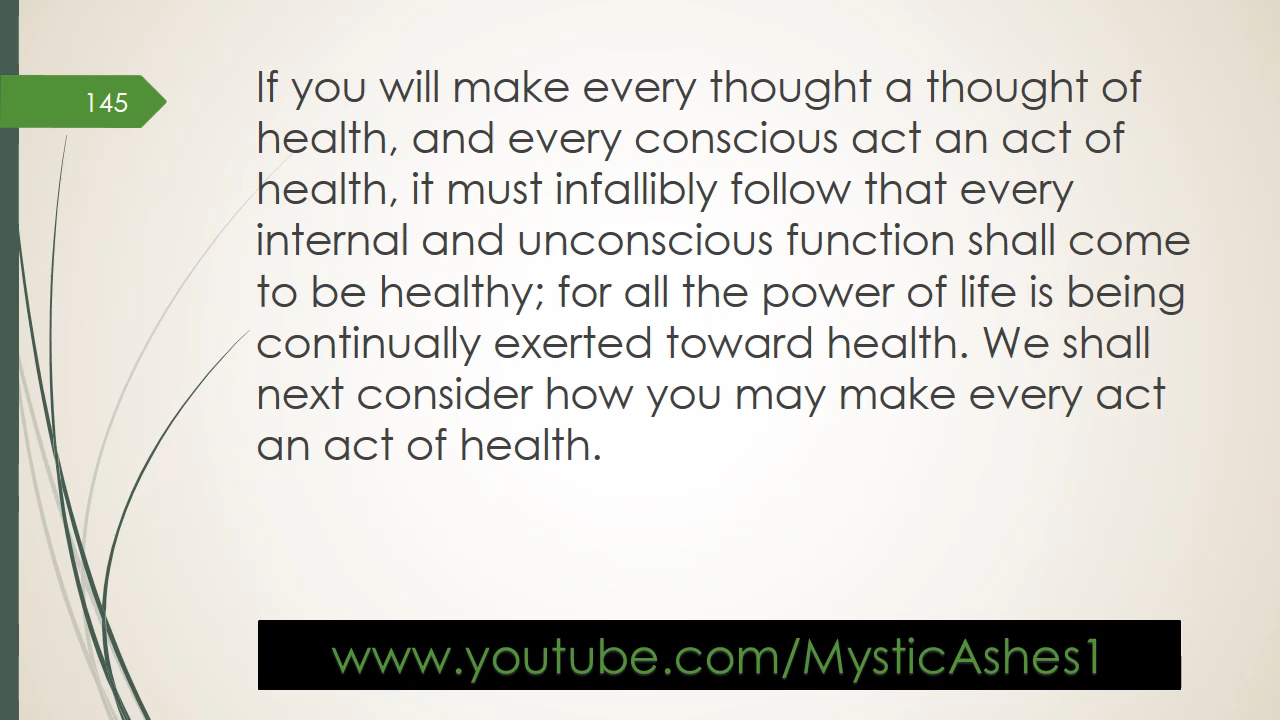 145
If you will make every thought a thought of
health, and every conscious act an act of
health, it must infallibly follow that every
internal and unconscious function shall come
to be healthy; for all the power of life is being
continually exerted toward health. We shall
next consider how you may make every act
an act of health.
www.youtube.com/MysticAshes1